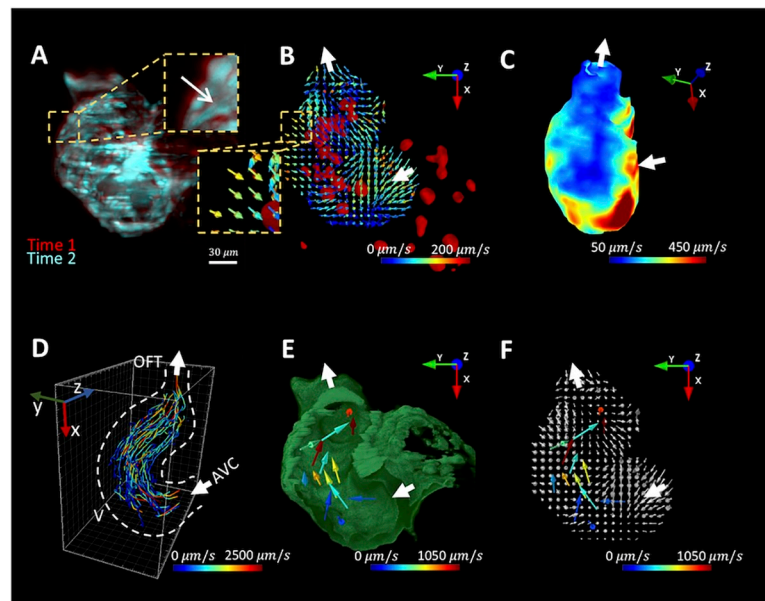 A
B
C
Y
Z
X
Y
Z
X
Time 1
Time 2
30 μm
0 μm/s 200 μm/s
50 μm/s 450 μm/s
D
E
F
OFT
y
z
x
AVC
V
Y
Z
X
Y
Z
X
0 μm/s 2500 μm/s
0 μm/s 1050 μm/s
0 μm/s 1050 μm/s